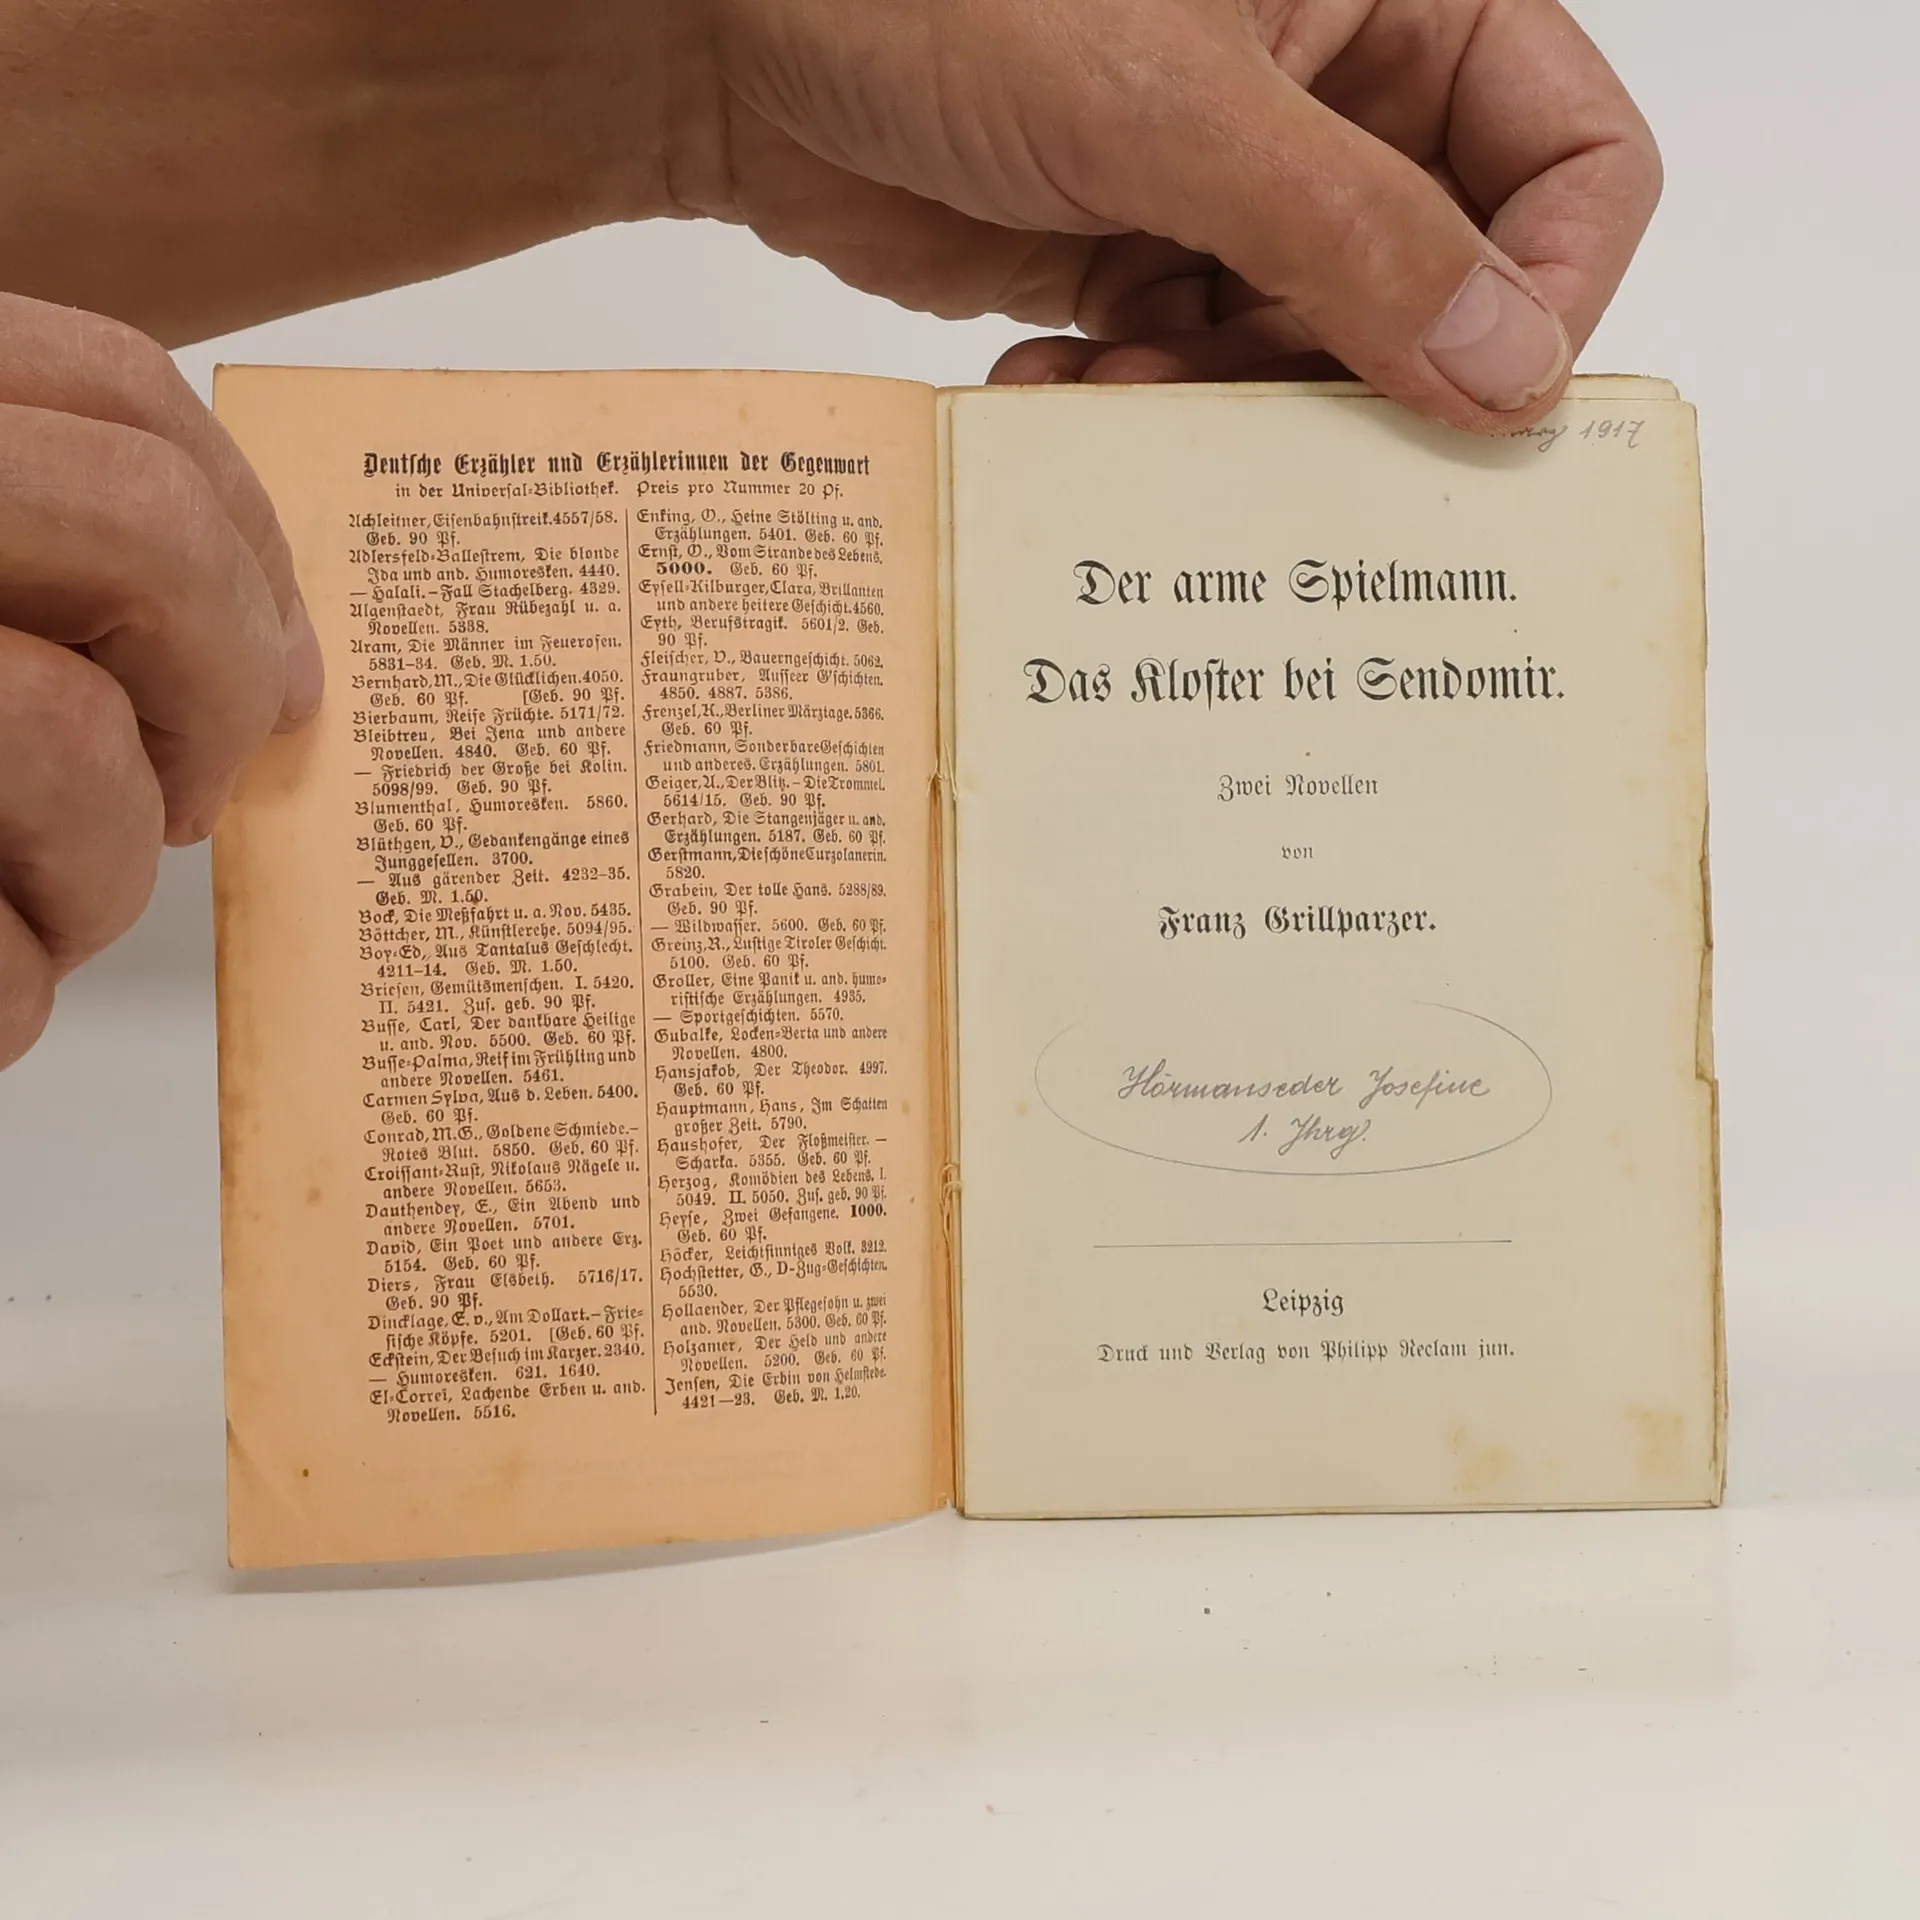 Deutsche Erzähler und Erzählerinnen der Gegenwart
in der Universal-Bibliothek. Preis pro Nummer 20 Pf.
Achleitner, Eisenbahnstreik. 4557/58.
Geb. 90 Pf.
Adlersfeld-Ballestrem, Die blonde
Ida und and. Humoresken. 4440.
— Halali. – Fall Stachelberg. 4329.
Algenstaedt, Frau Rübezahl u. a.
Novellen. 5338.
Aram, Die Männer im Feuerofen.
5831–34. Geb. M. 1.50.
Bernhard, M., Die Glücklichen. 4050.
Geb. 60 Pf. [Geb. 90 Pf.
Bierbaum, Reife Früchte. 5171/72.
Bleibtreu, Bei Jena und andere
Novellen. 4840. Geb. 60 Pf.
— Friedrich der Große bei Kolin.
5098/99. Geb. 90 Pf.
Blumenthal, Humoresken. 5860.
Geb. 60 Pf.
Blüthgen, V., Gedankengänge eines
Junggesellen. 3700.
— Aus gärender Zeit. 4232–35.
Geb. M. 1.50.
Bock, Die Meßfahrt u. a. Nov. 5435.
Böttcher, M., Künstlerehe. 5094/95.
Boy-Ed, Aus Tantalus Geschlecht.
4211–14. Geb. M. 1.50.
Briesen, Gemütsmenschen. I. 5420.
II. 5421. Zus. geb. 90 Pf.
Busse, Carl, Der dankbare Heilige
u. and. Nov. 5500. Geb. 60 Pf.
Busse-Palma, Reif im Frühling und
andere Novellen. 5461.
Carmen Sylva, Aus d. Leben. 5400.
Geb. 60 Pf.
Conrad, M. G., Goldene Schmiede. –
Rotes Blut. 5850. Geb. 60 Pf.
Croissant-Rust, Nikolaus Nägele u.
andere Novellen. 5653.
Dauthendey, E., Ein Abend und
andere Novellen. 5701.
David, Ein Poet und andere Erz.
5154. Geb. 60 Pf.
Diers, Frau Elsbeth. 5716/17.
Geb. 90 Pf.
Dincklage, E. v., Am Dollart. – Frie-
sische Köpfe. 5201. [Geb. 60 Pf.
Eckstein, Der Besuch im Karzer. 2340.
— Humoresken. 621. 1640.
El-Correï, Lachende Erben u. and.
Novellen. 5516.
Enking, O., Heine Stölting u. and.
Erzählungen. 5401. Geb. 60 Pf.
Ernst, O., Vom Strande des Lebens.
5000. Geb. 60 Pf.
Eysell-Kilburger, Clara, Brillanten
und andere heitere Geschicht. 4560.
Eyth, Berufstragik. 5601/2. Geb.
90 Pf.
Fleischer, V., Bauerngeschicht. 5062.
Fraungruber, Ausseer G'schichten.
4850. 4887. 5386.
Frenzel, K., Berliner Märztage. 5366.
Geb. 60 Pf.
Friedmann, Sonderbare Geschichten
und anderes. Erzählungen. 5801.
Geiger, A., Der Blitz. – Die Trommel.
5614/15. Geb. 90 Pf.
Gerhard, Die Stangenjäger u. and.
Erzählungen. 5187. Geb. 60 Pf.
Gerstmann, Die schöne Curzolanerin.
5820.
Grabein, Der tolle Hans. 5288/89.
Geb. 90 Pf.
— Wildwasser. 5600. Geb. 60 Pf.
Greinz, R., Lustige Tiroler Geschicht.
5100. Geb. 60 Pf.
Groller, Eine Panik u. and. humo-
ristische Erzählungen. 4935.
— Sportgeschichten. 5570.
Gubalke, Locken-Berta und andere
Novellen. 4800.
Hansjakob, Der Theodor. 4997.
Geb. 60 Pf.
Hauptmann, Hans, Im Schatten
großer Zeit. 5790.
Haushofer, Der Floßmeister. —
Scharka. 5355. Geb. 60 Pf.
Herzog, Komödien des Lebens. I.
5049. II. 5050. Zus. geb. 90 Pf.
Heyse, Zwei Gefangene. 1000.
Geb. 60 Pf.
Höcker, Leichtsinniges Volk. 3212.
Hochstetter, G., D-Zug-Geschichten.
5530.
Hollaender, Der Pflegesohn u. zwei
and. Novellen. 5300. Geb. 60 Pf.
Holzamer, Der Held und andere
Novellen. 5200. Geb. 60 Pf.
Jensen, Die Erbin von Helmstede.
4421—23. Geb. M. 1.20.
1917
Der arme Spielmann.
Das Kloster bei Sendomir.
Zwei Novellen
von
Franz Grillparzer.
Hörmanseder Josefine
1. Jhrg.
Leipzig
Druck und Verlag von Philipp Reclam jun.